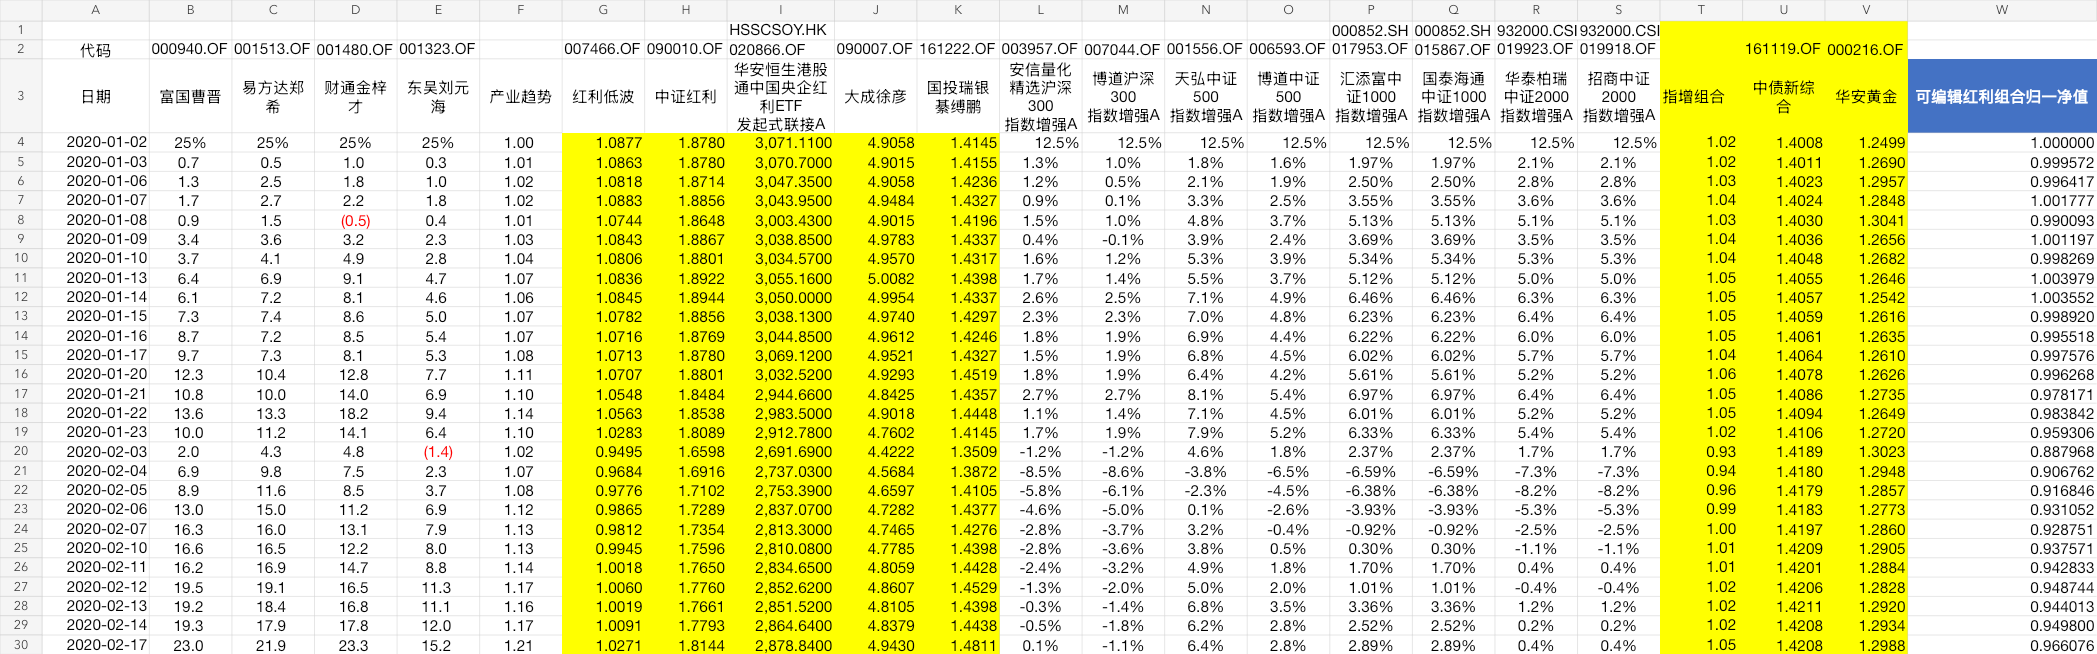 A B C D E F G H I J K L M N O P Q R S T U V W
1 HSSCSOY.HK 000852.SH 000852.SH 932000.CSI 932000.CSI
2 代码 000940.OF 001513.OF 001480.OF 001323.OF 007466.OF 090010.OF 020866.OF 090007.OF 161222.OF 003957.OF 007044.OF 001556.OF 006593.OF 017953.OF 015867.OF 019923.OF 019918.OF 161119.OF 000216.OF
3 日期 富国曹晋 易方达郑希 财通金梓才 东吴刘元海 产业趋势 红利低波 中证红利 华安恒生港股通中国央企红利ETF发起式联接A 大成徐彦 国投瑞银綦缚鹏 安信量化精选沪深300指数增强A 博道沪深300指数增强A 天弘中证500指数增强A 博道中证500指数增强A 汇添富中证1000指数增强A 国泰海通中证1000指数增强A 华泰柏瑞中证2000指数增强A 招商中证2000指数增强A 指增组合 中债新综合 华安黄金 可编辑红利组合归一净值
4 2020-01-02 25% 25% 25% 25% 1.00 1.0877 1.8780 3,071.1100 4.9058 1.4145 12.5% 12.5% 12.5% 12.5% 12.5% 12.5% 12.5% 12.5% 1.02 1.4008 1.2499 1.000000
5 2020-01-03 0.7 0.5 1.0 0.3 1.01 1.0863 1.8780 3,070.7000 4.9015 1.4155 1.3% 1.0% 1.8% 1.6% 1.97% 1.97% 2.1% 2.1% 1.02 1.4011 1.2690 0.999572
6 2020-01-06 1.3 2.5 1.8 1.0 1.02 1.0818 1.8714 3,047.3500 4.9058 1.4236 1.2% 0.5% 2.1% 1.9% 2.50% 2.50% 2.8% 2.8% 1.03 1.4023 1.2957 0.996417
7 2020-01-07 1.7 2.7 2.2 1.8 1.02 1.0883 1.8856 3,043.9500 4.9484 1.4327 0.9% 0.1% 3.3% 2.5% 3.55% 3.55% 3.6% 3.6% 1.04 1.4024 1.2848 1.001777
8 2020-01-08 0.9 1.5 (0.5) 0.4 1.01 1.0744 1.8648 3,003.4300 4.9015 1.4196 1.5% 1.0% 4.8% 3.7% 5.13% 5.13% 5.1% 5.1% 1.03 1.4030 1.3041 0.990093
9 2020-01-09 3.4 3.6 3.2 2.3 1.03 1.0843 1.8867 3,038.8500 4.9783 1.4337 0.4% -0.1% 3.9% 2.4% 3.69% 3.69% 3.5% 3.5% 1.04 1.4036 1.2656 1.001197
10 2020-01-10 3.7 4.1 4.9 2.8 1.04 1.0806 1.8801 3,034.5700 4.9570 1.4317 1.6% 1.2% 5.3% 3.9% 5.34% 5.34% 5.3% 5.3% 1.04 1.4048 1.2682 0.998269
11 2020-01-13 6.4 6.9 9.1 4.7 1.07 1.0836 1.8922 3,055.1600 5.0082 1.4398 1.7% 1.4% 5.5% 3.7% 5.12% 5.12% 5.0% 5.0% 1.05 1.4055 1.2646 1.003979
12 2020-01-14 6.1 7.2 8.1 4.6 1.06 1.0845 1.8944 3,050.0000 4.9954 1.4337 2.6% 2.5% 7.1% 4.9% 6.46% 6.46% 6.3% 6.3% 1.05 1.4057 1.2542 1.003552
13 2020-01-15 7.3 7.4 8.6 5.0 1.07 1.0782 1.8856 3,038.1300 4.9740 1.4297 2.3% 2.3% 7.0% 4.8% 6.23% 6.23% 6.4% 6.4% 1.05 1.4059 1.2616 0.998920
14 2020-01-16 8.7 7.2 8.5 5.4 1.07 1.0716 1.8769 3,044.8500 4.9612 1.4246 1.8% 1.9% 6.9% 4.4% 6.22% 6.22% 6.0% 6.0% 1.05 1.4061 1.2635 0.995518
15 2020-01-17 9.7 7.3 8.1 5.3 1.08 1.0713 1.8780 3,069.1200 4.9521 1.4327 1.5% 1.9% 6.8% 4.5% 6.02% 6.02% 5.7% 5.7% 1.04 1.4064 1.2610 0.997576
16 2020-01-20 12.3 10.4 12.8 7.7 1.11 1.0707 1.8801 3,032.5200 4.9293 1.4519 1.8% 1.9% 6.4% 4.2% 5.61% 5.61% 5.2% 5.2% 1.06 1.4078 1.2626 0.996268
17 2020-01-21 10.8 10.0 14.0 6.9 1.10 1.0548 1.8484 2,944.6600 4.8425 1.4357 2.7% 2.7% 8.1% 5.4% 6.97% 6.97% 6.4% 6.4% 1.05 1.4086 1.2735 0.978171
18 2020-01-22 13.6 13.3 18.2 9.4 1.14 1.0563 1.8538 2,983.5000 4.9018 1.4448 1.1% 1.4% 7.1% 4.5% 6.01% 6.01% 5.2% 5.2% 1.05 1.4094 1.2649 0.983842
19 2020-01-23 10.0 11.2 14.1 6.4 1.10 1.0283 1.8089 2,912.7800 4.7602 1.4145 1.7% 1.9% 7.9% 5.2% 6.33% 6.33% 5.4% 5.4% 1.02 1.4106 1.2720 0.959306
20 2020-02-03 2.0 4.3 4.8 (1.4) 1.02 0.9495 1.6598 2,691.6900 4.4222 1.3509 -1.2% -1.2% 4.6% 1.8% 2.37% 2.37% 1.7% 1.7% 0.93 1.4189 1.3023 0.887968
21 2020-02-04 6.9 9.8 7.5 2.3 1.07 0.9684 1.6916 2,737.0300 4.5684 1.3872 -8.5% -8.6% -3.8% -6.5% -6.59% -6.59% -7.3% -7.3% 0.94 1.4180 1.2948 0.906762
22 2020-02-05 8.9 11.6 8.5 3.7 1.08 0.9776 1.7102 2,753.3900 4.6597 1.4105 -5.8% -6.1% -2.3% -4.5% -6.38% -6.38% -8.2% -8.2% 0.96 1.4179 1.2857 0.916846
23 2020-02-06 13.0 15.0 11.2 6.9 1.12 0.9865 1.7289 2,837.0700 4.7282 1.4377 -4.6% -5.0% 0.1% -2.6% -3.93% -3.93% -5.3% -5.3% 0.99 1.4183 1.2773 0.931052
24 2020-02-07 16.3 16.0 13.1 7.9 1.13 0.9812 1.7354 2,813.3000 4.7465 1.4276 -2.8% -3.7% 3.2% -0.4% -0.92% -0.92% -2.5% -2.5% 1.00 1.4197 1.2860 0.928751
25 2020-02-10 16.6 16.5 12.2 8.0 1.13 0.9945 1.7596 2,810.0800 4.7785 1.4398 -2.8% -3.6% 3.8% 0.5% 0.30% 0.30% -1.1% -1.1% 1.01 1.4209 1.2905 0.937571
26 2020-02-11 16.2 16.9 14.7 8.8 1.14 1.0018 1.7650 2,834.6500 4.8059 1.4428 -2.4% -3.2% 4.9% 1.8% 1.70% 1.70% 0.4% 0.4% 1.01 1.4201 1.2884 0.942833
27 2020-02-12 19.5 19.1 16.5 11.3 1.17 1.0060 1.7760 2,852.6200 4.8607 1.4529 -1.3% -2.0% 5.0% 2.0% 1.01% 1.01% -0.4% -0.4% 1.02 1.4206 1.2828 0.948744
28 2020-02-13 19.2 18.4 16.8 11.1 1.16 1.0019 1.7661 2,851.5200 4.8105 1.4398 -0.3% -1.4% 6.8% 3.5% 3.36% 3.36% 1.2% 1.2% 1.02 1.4211 1.2920 0.944013
29 2020-02-14 19.3 17.9 17.8 12.0 1.17 1.0091 1.7793 2,864.6400 4.8379 1.4438 -0.5% -1.8% 6.2% 2.8% 2.52% 2.52% 0.2% 0.2% 1.02 1.4208 1.2934 0.949800
30 2020-02-17 23.0 21.9 23.3 15.2 1.21 1.0271 1.8144 2,878.8400 4.9430 1.4811 0.1% -1.1% 6.4% 2.8% 2.89% 2.89% 0.4% 0.4% 1.05 1.4208 1.2988 0.966076